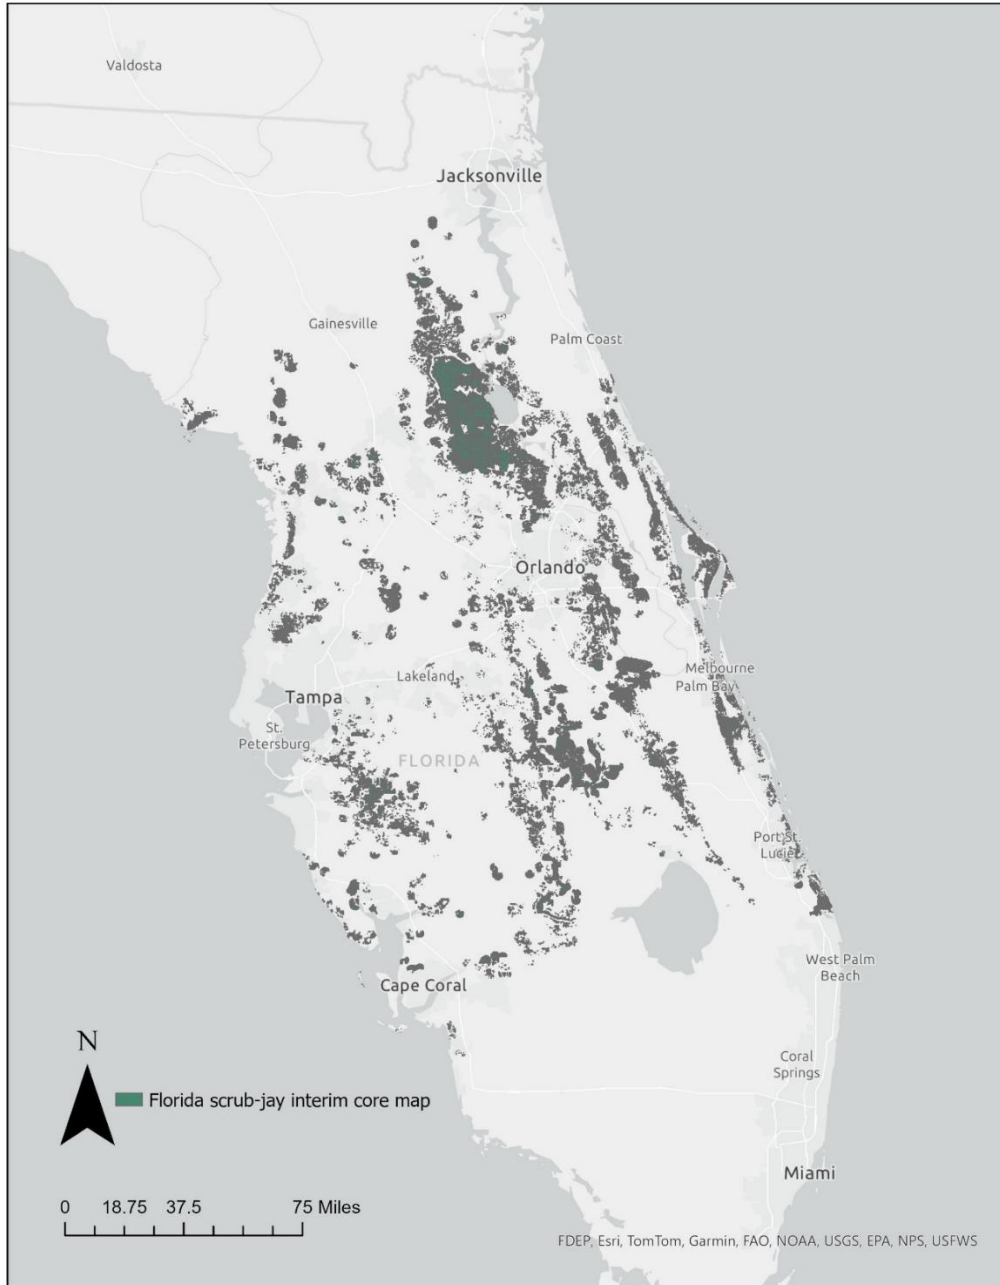 Valdosta
Jacksonville
Gainesville
Palm Coast
Orlando
Melbourne
Lakeland
Palm Bay
Tampa
St.
Petersburg
FLORIDA
Port St.
Lucie
West Palm
Beach
Cape Coral
N
Coral
Springs
Florida scrub-jay interim core map
Miami
0 18.75 37.5 75 Miles
FDEP, Esri, TomTom, Garmin, FAO, NOAA, USGS, EPA, NPS, USFWS